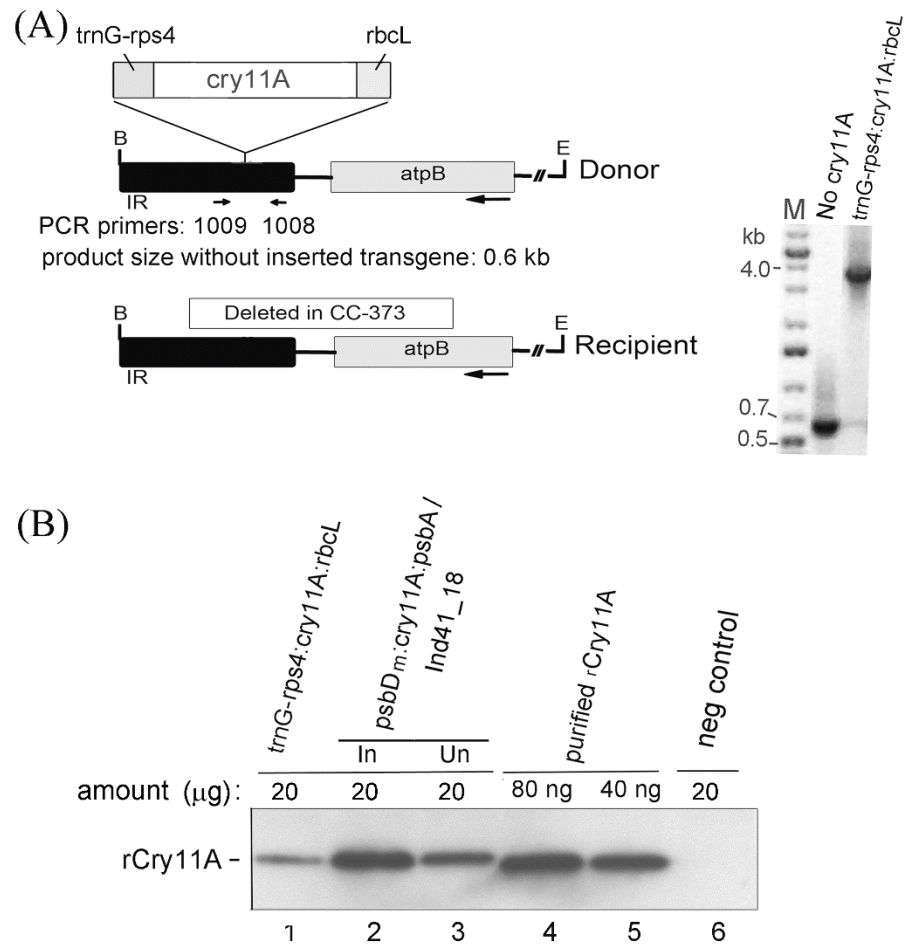 (A)
trnG-rps4 rbcL
cry11A
B E
atpB Donor
IR
PCR primers: 1009 1008
product size without inserted transgene: 0.6 kb
Deleted in CC-373
B E
atpB Recipient
IR
M No cry11A trnG-rps4:cry11A:rbcL
kb
4.0-
0.7
0.5-
(B)
trnG-rps4:cry11A:rbcL
psbDm:cry11A:psbA/
Ind41_18
purified rCry11A
neg control
In Un
amount (μg): 20 20 20 80 ng 40 ng 20
rCry11A -
1 2 3 4 5 6